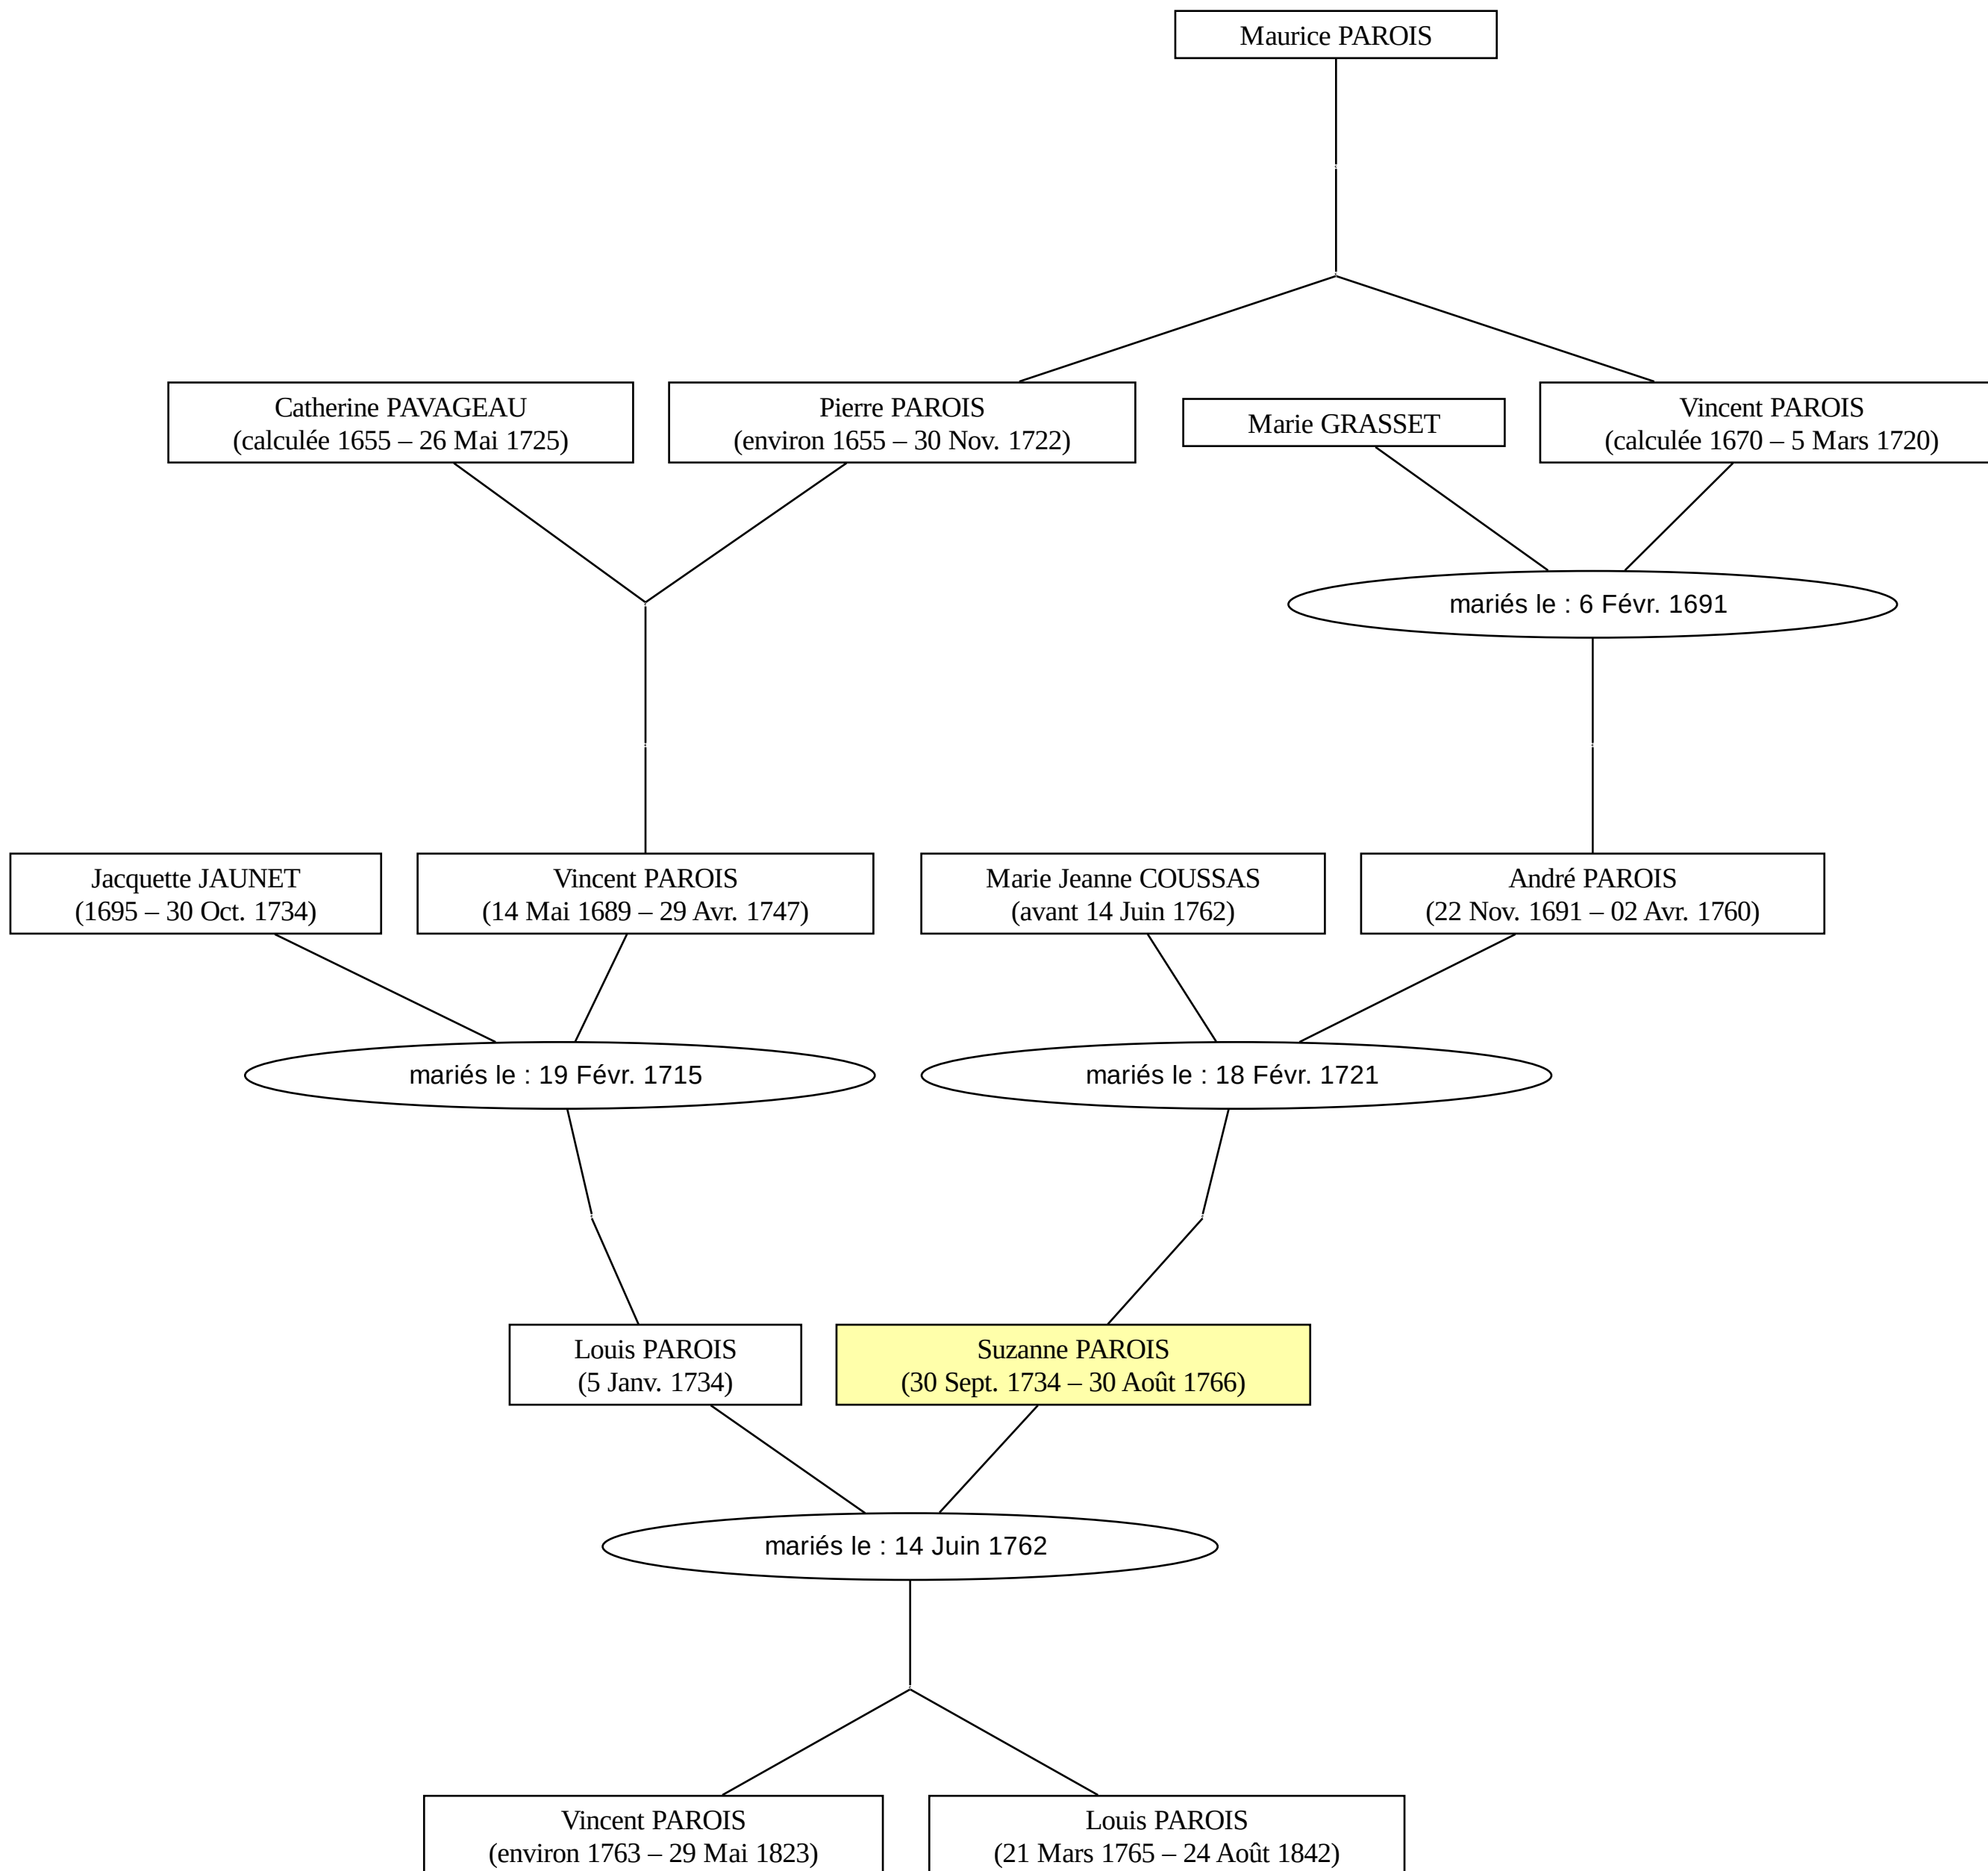 Maurice PAROIS
Catherine PAVAGEAU
(calculée 1655 – 26 Mai 1725)
Pierre PAROIS
(environ 1655 – 30 Nov. 1722)
Marie GRASSET
Vincent PAROIS
(calculée 1670 – 5 Mars 1720)
mariés le : 6 Févr. 1691
Jacquette JAUNET
(1695 – 30 Oct. 1734)
Vincent PAROIS
(14 Mai 1689 – 29 Avr. 1747)
Marie Jeanne COUSSAS
(avant 14 Juin 1762)
André PAROIS
(22 Nov. 1691 – 02 Avr. 1760)
mariés le : 19 Févr. 1715
mariés le : 18 Févr. 1721
Louis PAROIS
(5 Janv. 1734)
Suzanne PAROIS
(30 Sept. 1734 – 30 Août 1766)
mariés le : 14 Juin 1762
Vincent PAROIS
(environ 1763 – 29 Mai 1823)
Louis PAROIS
(21 Mars 1765 – 24 Août 1842)